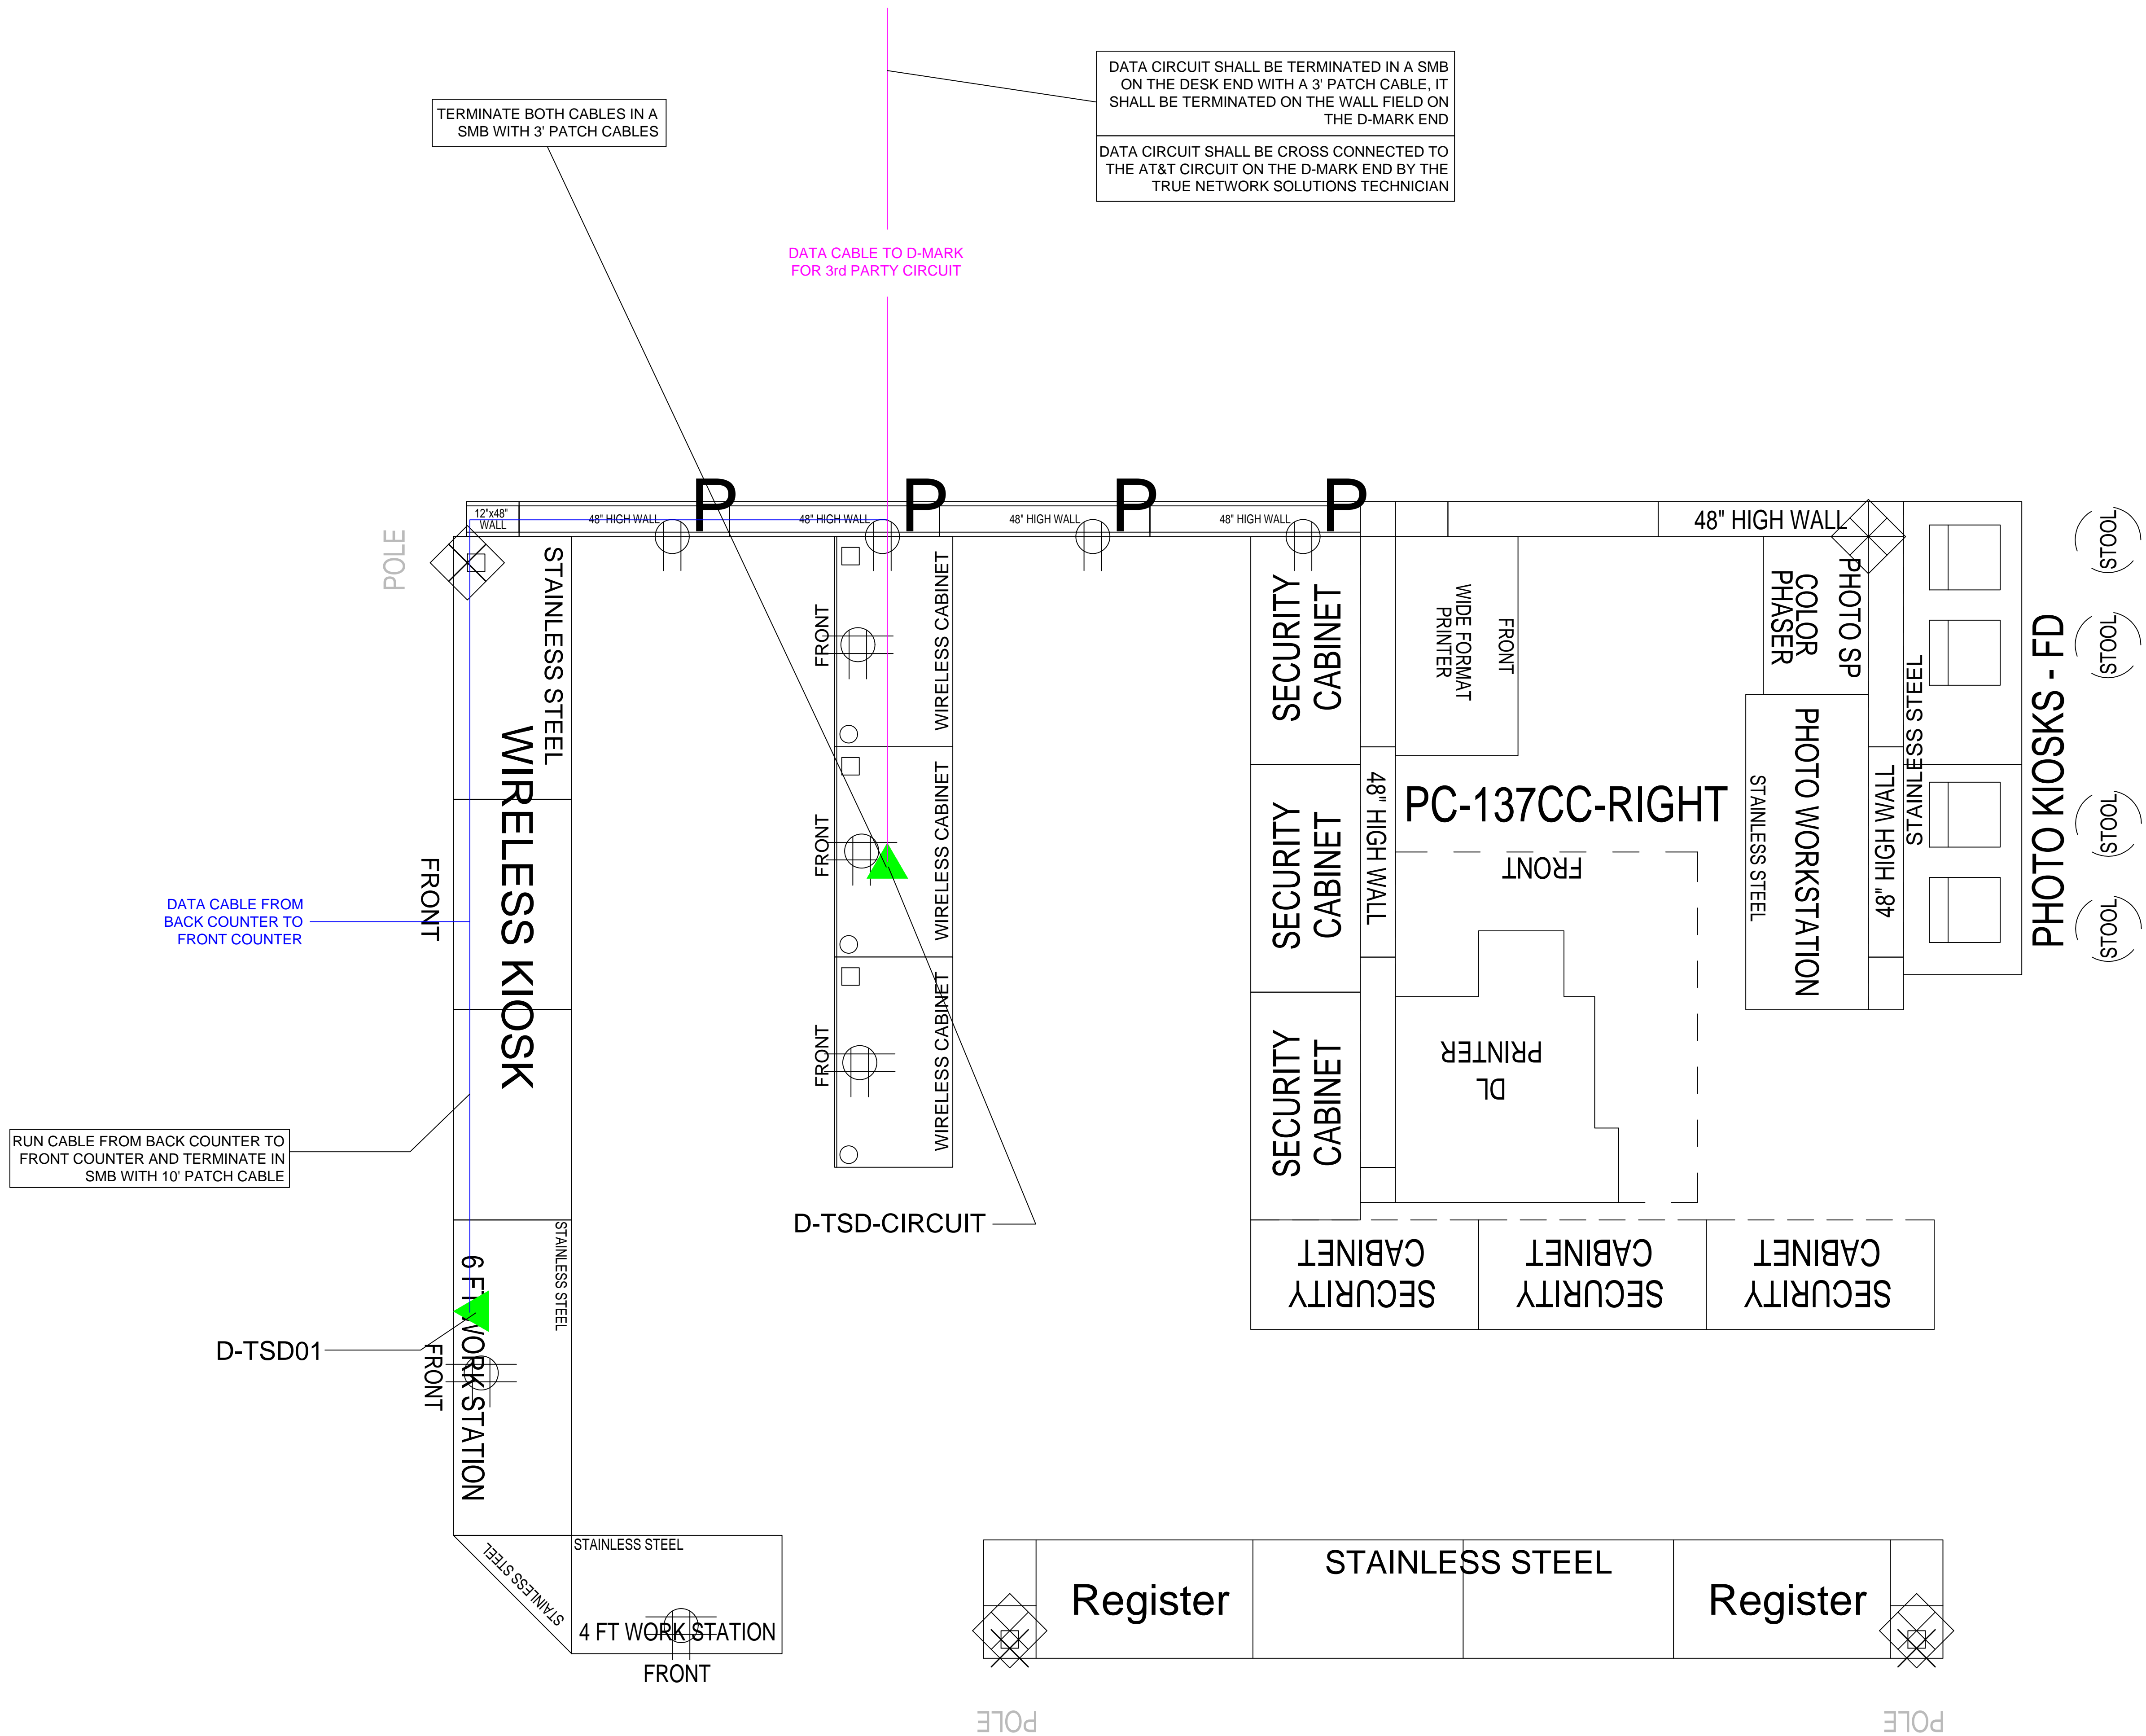 DATA CIRCUIT SHALL BE TERMINATED IN A SMB
ON THE DESK END WITH A 3' PATCH CABLE, IT
SHALL BE TERMINATED ON THE WALL FIELD ON
THE D-MARK END
DATA CIRCUIT SHALL BE CROSS CONNECTED TO
THE AT&T CIRCUIT ON THE D-MARK END BY THE
TRUE NETWORK SOLUTIONS TECHNICIAN
TERMINATE BOTH CABLES IN A
SMB WITH 3' PATCH CABLES
DATA CABLE TO D-MARK
FOR 3rd PARTY CIRCUIT
P
P
P
P
12"x48"
WALL
48" HIGH WALL
48" HIGH WALL
48" HIGH WALL
48" HIGH WALL
48" HIGH WALL
POLE
STAINLESS STEEL
WIRELESS KIOSK
FRONT
FRONT
WIRELESS CABINET
FRONT
WIRELESS CABINET
FRONT
WIRELESS CABINET
SECURITY
CABINET
SECURITY
CABINET
SECURITY
CABINET
48" HIGH WALL
FRONT
WIDE FORMAT
PRINTER
PC-137CC-RIGHT
FRONT
DL
PRINTER
PHOTO SP
COLOR
PHASER
PHOTO WORKSTATION
STAINLESS STEEL
48" HIGH WALL
STAINLESS STEEL
PHOTO KIOSKS - FD
STOOL
STOOL
STOOL
STOOL
DATA CABLE FROM
BACK COUNTER TO
FRONT COUNTER
RUN CABLE FROM BACK COUNTER TO
FRONT COUNTER AND TERMINATE IN
SMB WITH 10' PATCH CABLE
D-TSD-CIRCUIT
SECURITY
CABINET
SECURITY
CABINET
SECURITY
CABINET
STAINLESS STEEL
6 FT WORK STATION
D-TSD01
FRONT
STAINLESS STEEL
STAINLESS STEEL
4 FT WORK STATION
FRONT
STAINLESS STEEL
Register
Register
POLE
POLE